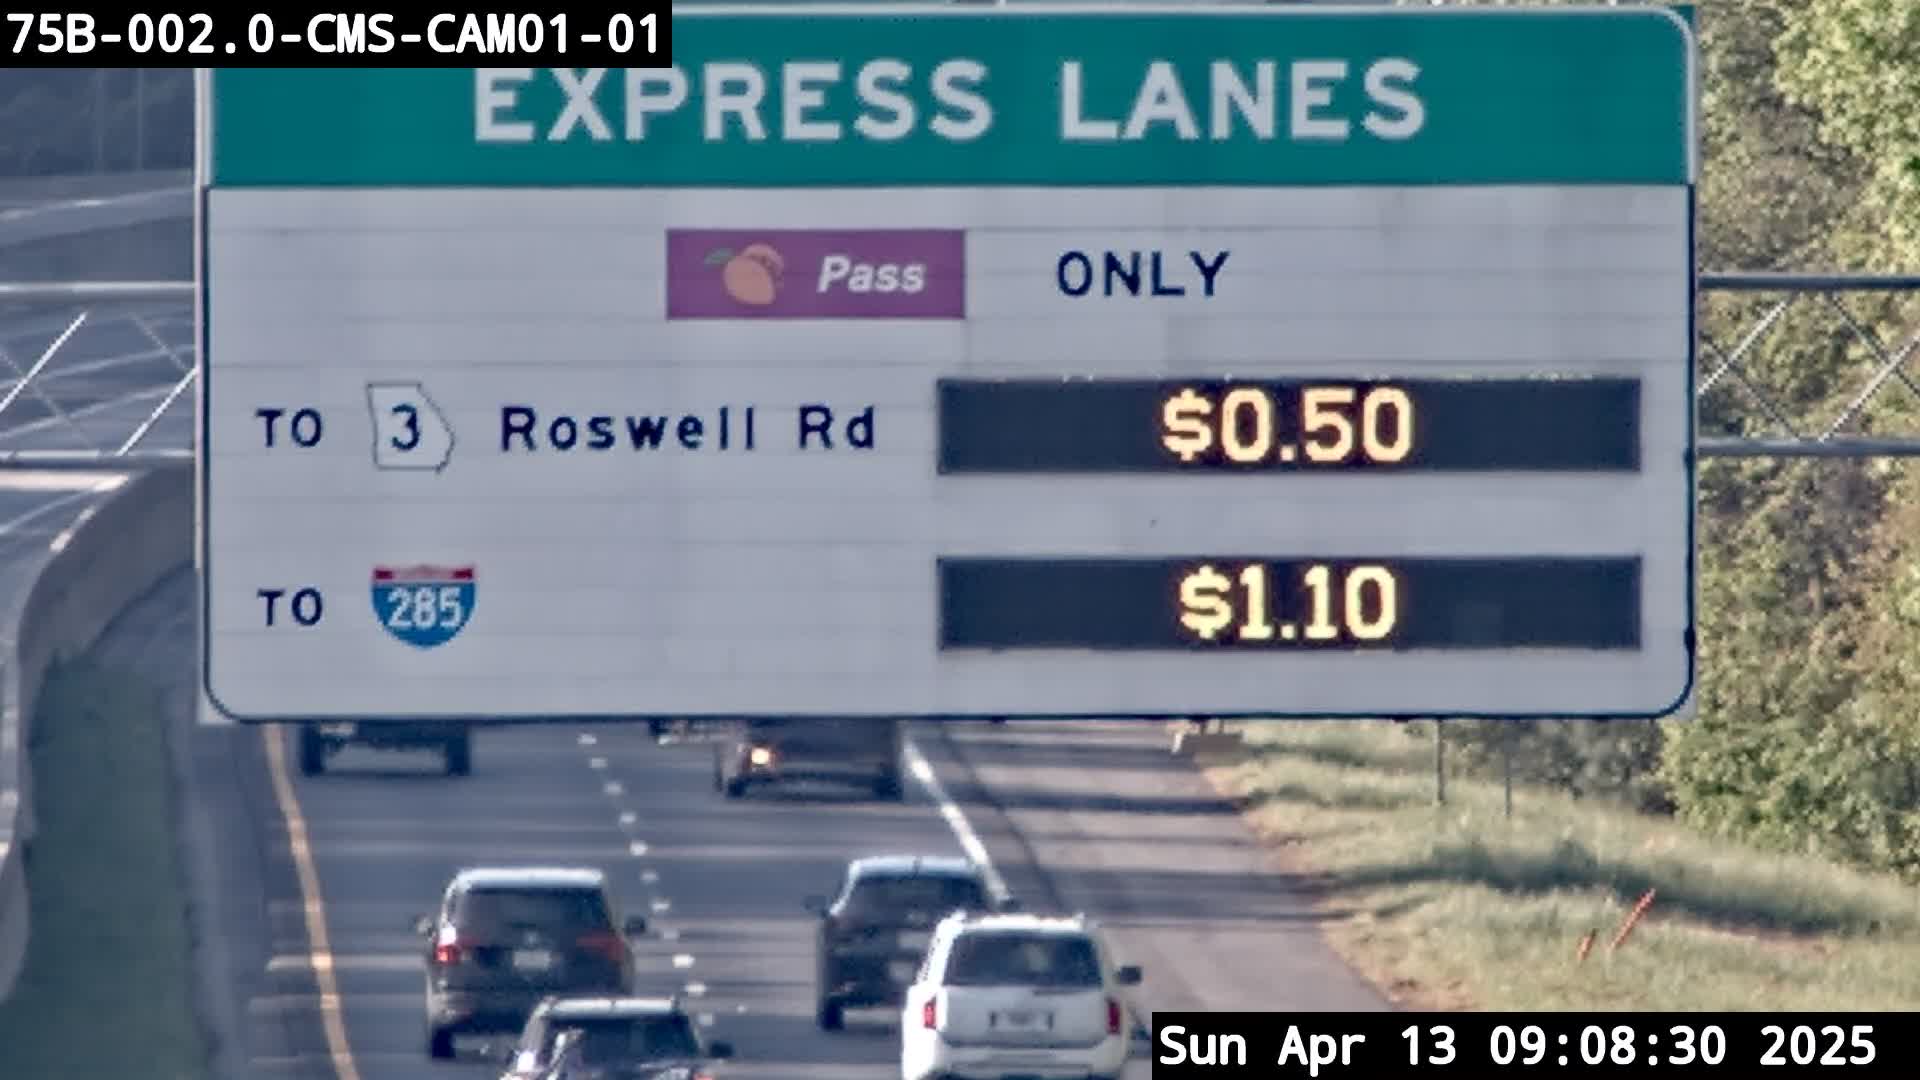 75B-002.0-CMS-CAM01-01
EXPRESS LANES
Pass ONLY
TO 3 Roswell Rd $0.50
TO 285 $1.10
Sun Apr 13 09:08:30 2025